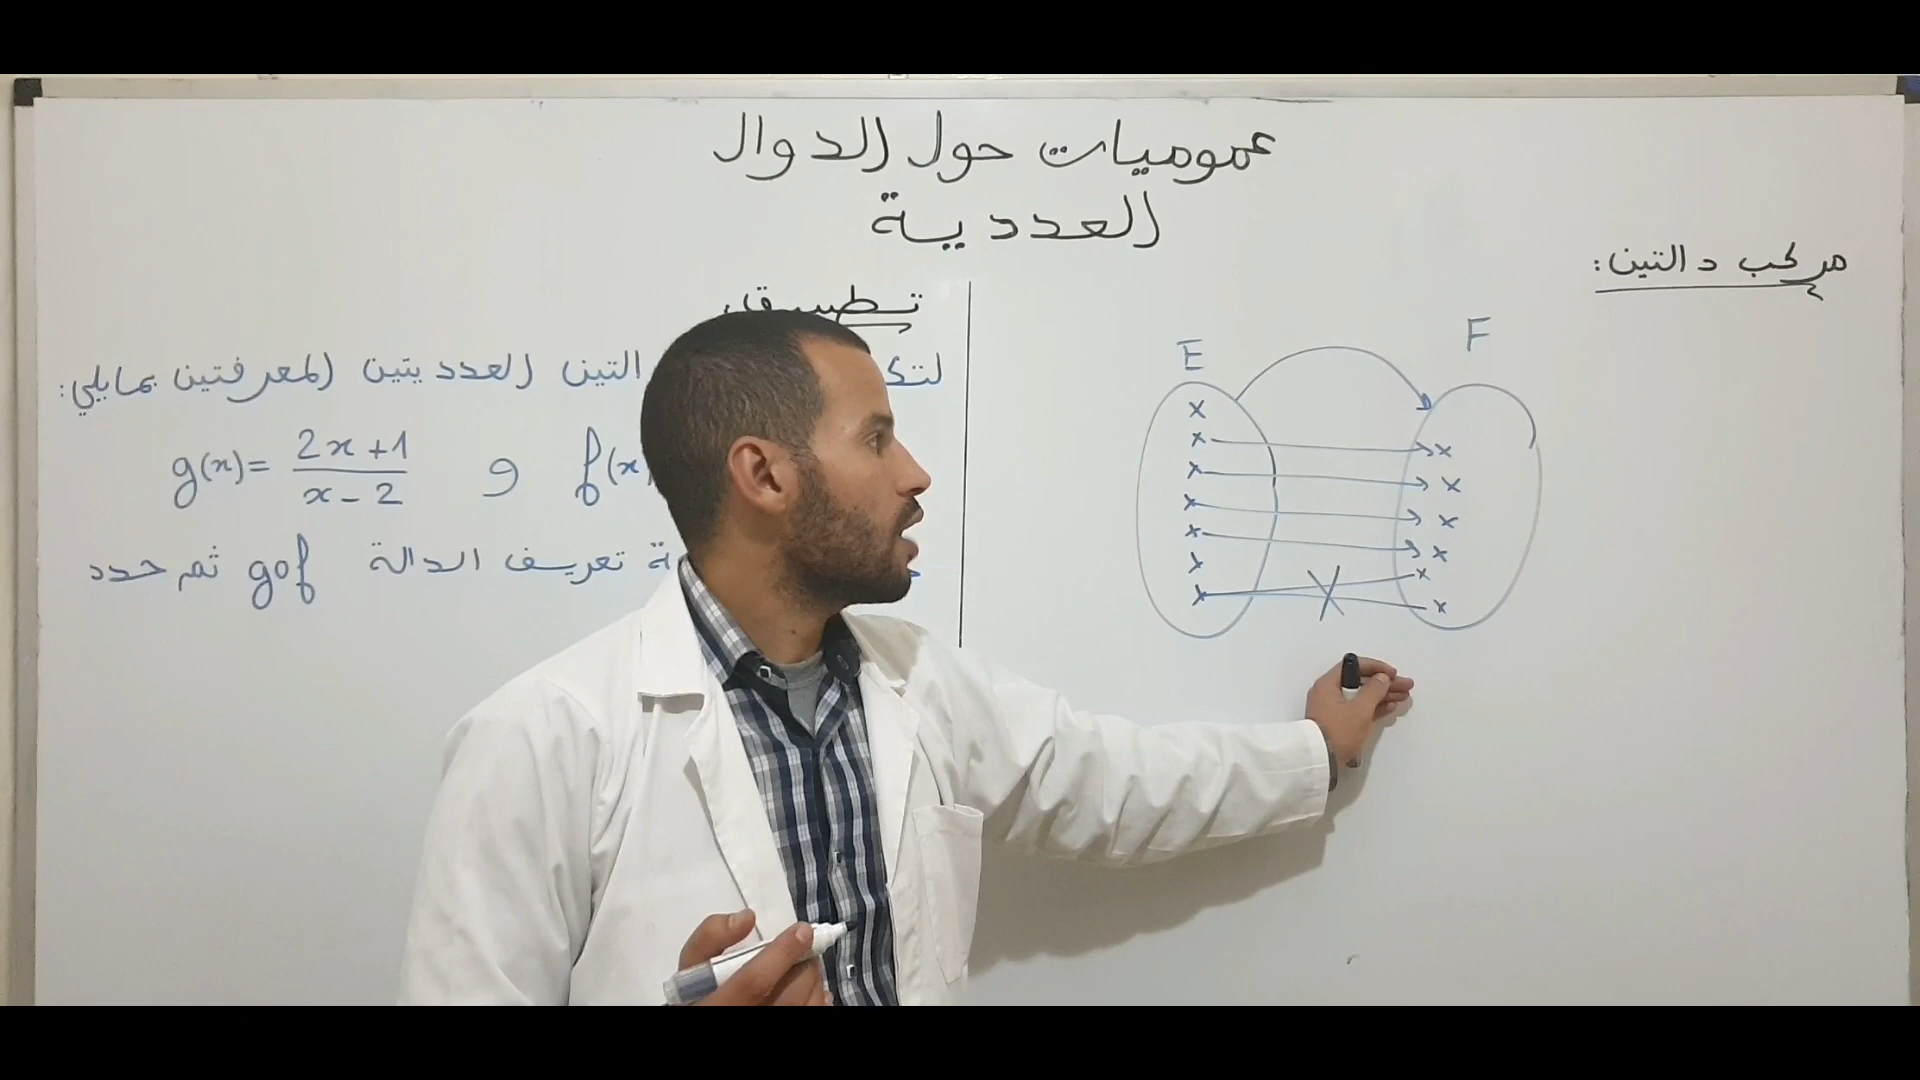 عموميات حول الدوال
العددية
مركب دالتين:
E F
تطبيق:
التين العدديتين المعرفتين بمايلي:
f(x) و g(x) = \frac{2x+1}{x-2}
تعريف الدالة gof ثم حدد